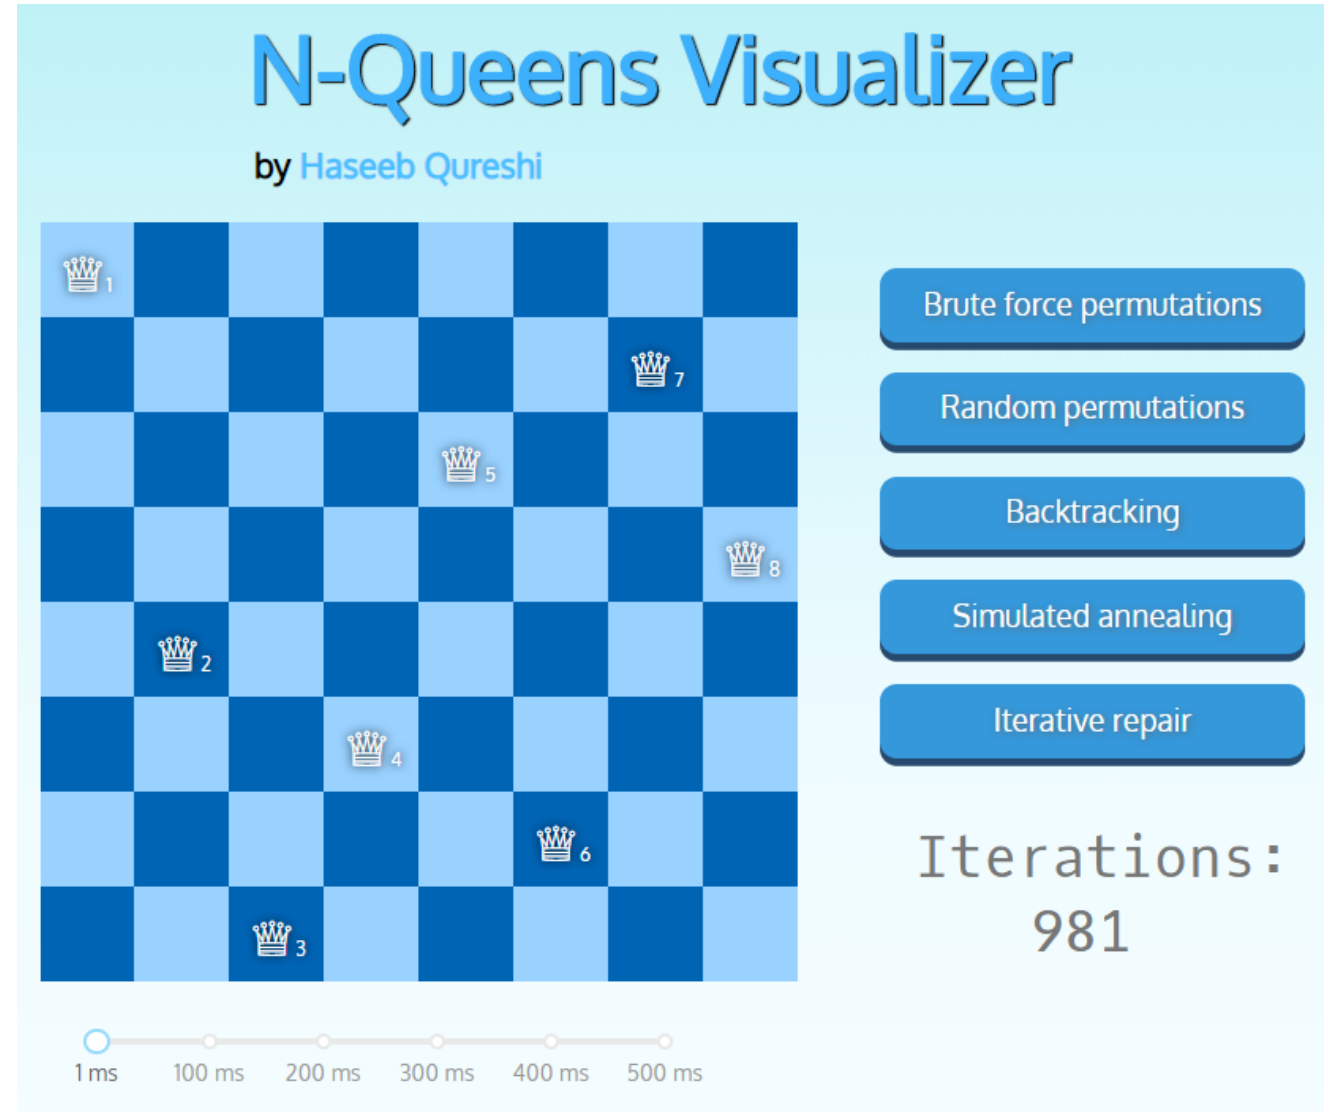 N-Queens Visualizer
by Haseeb Qureshi
1
7
5
8
2
4
6
3
Brute force permutations
Random permutations
Backtracking
Simulated annealing
Iterative repair
Iterations:
981
1 ms 100 ms 200 ms 300 ms 400 ms 500 ms